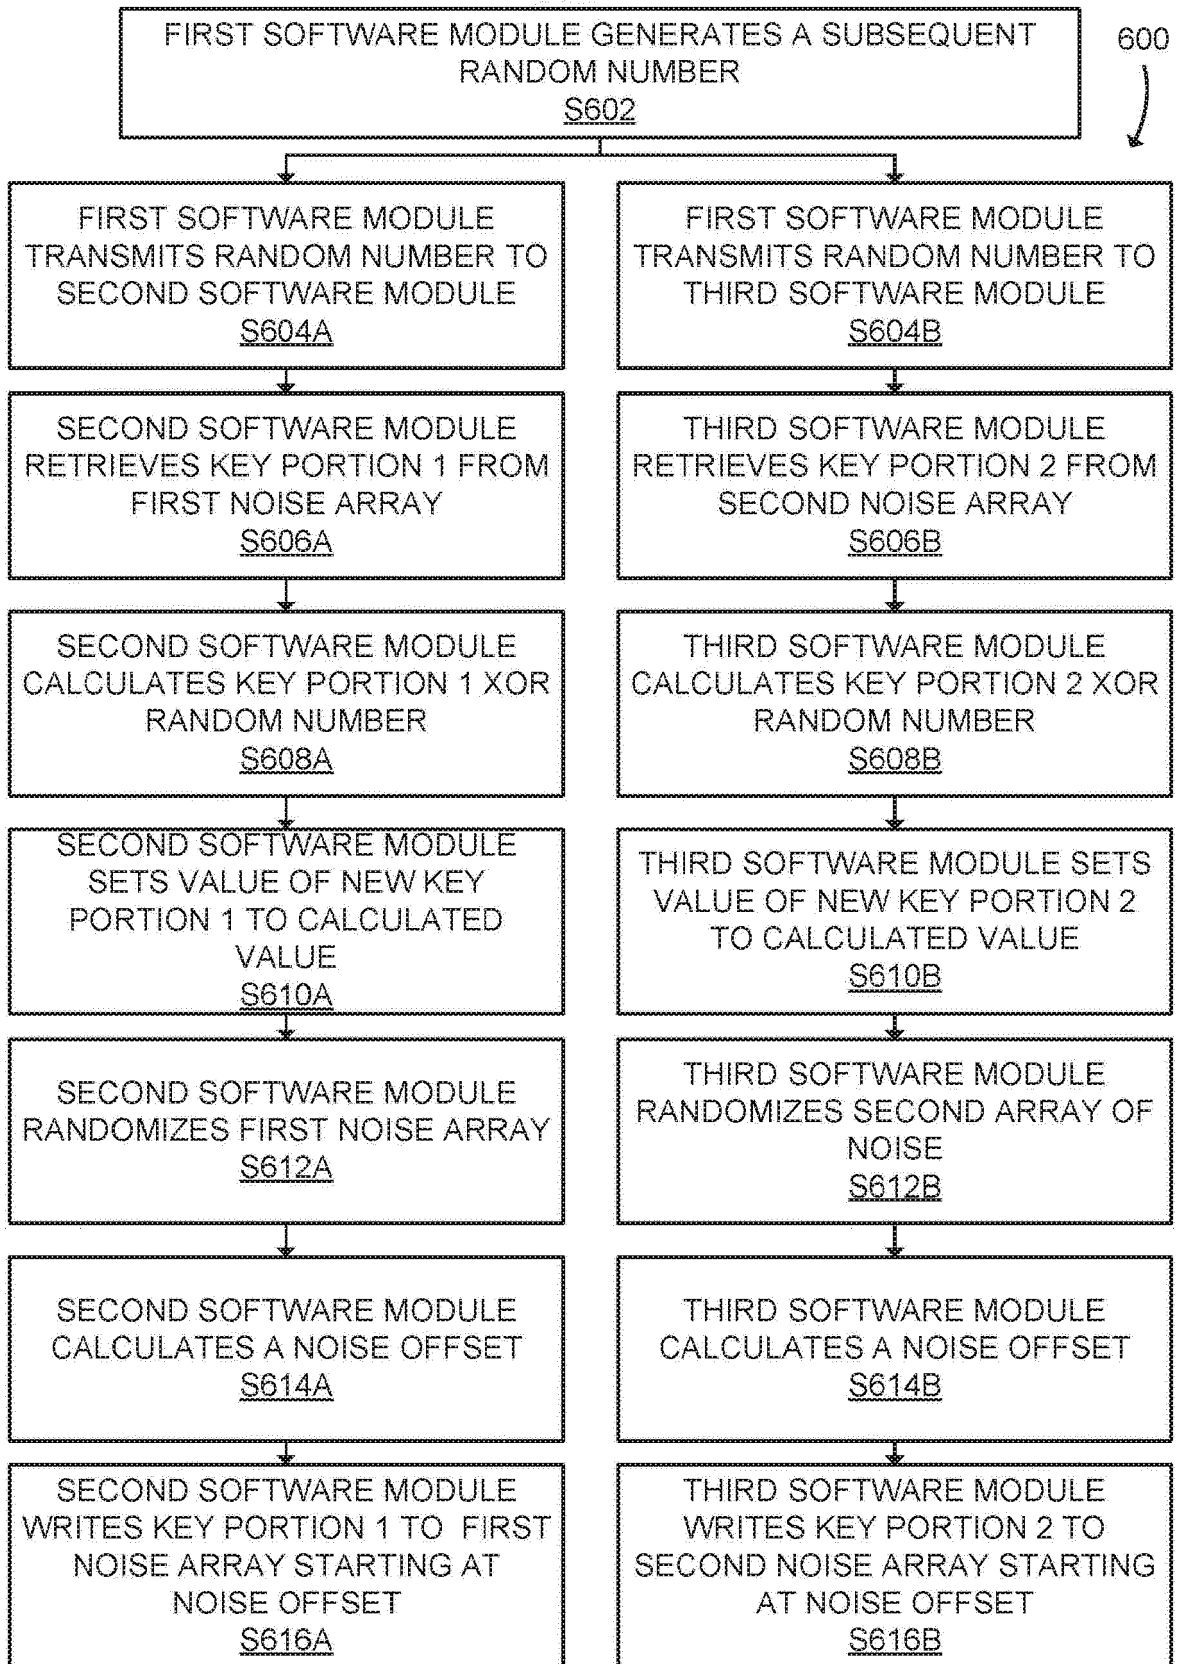 FIRST SOFTWARE MODULE GENERATES A SUBSEQUENT
RANDOM NUMBER
S602
600
FIRST SOFTWARE MODULE
TRANSMITS RANDOM NUMBER TO
SECOND SOFTWARE MODULE
S604A
FIRST SOFTWARE MODULE
TRANSMITS RANDOM NUMBER TO
THIRD SOFTWARE MODULE
S604B
SECOND SOFTWARE MODULE
RETRIEVES KEY PORTION 1 FROM
FIRST NOISE ARRAY
S606A
THIRD SOFTWARE MODULE
RETRIEVES KEY PORTION 2 FROM
SECOND NOISE ARRAY
S606B
SECOND SOFTWARE MODULE
CALCULATES KEY PORTION 1 XOR
RANDOM NUMBER
S608A
THIRD SOFTWARE MODULE
CALCULATES KEY PORTION 2 XOR
RANDOM NUMBER
S608B
SECOND SOFTWARE MODULE
SETS VALUE OF NEW KEY
PORTION 1 TO CALCULATED
VALUE
S610A
THIRD SOFTWARE MODULE SETS
VALUE OF NEW KEY PORTION 2
TO CALCULATED VALUE
S610B
SECOND SOFTWARE MODULE
RANDOMIZES FIRST NOISE ARRAY
S612A
THIRD SOFTWARE MODULE
RANDOMIZES SECOND ARRAY OF
NOISE
S612B
SECOND SOFTWARE MODULE
CALCULATES A NOISE OFFSET
S614A
THIRD SOFTWARE MODULE
CALCULATES A NOISE OFFSET
S614B
SECOND SOFTWARE MODULE
WRITES KEY PORTION 1 TO FIRST
NOISE ARRAY STARTING AT
NOISE OFFSET
S616A
THIRD SOFTWARE MODULE
WRITES KEY PORTION 2 TO
SECOND NOISE ARRAY STARTING
AT NOISE OFFSET
S616B